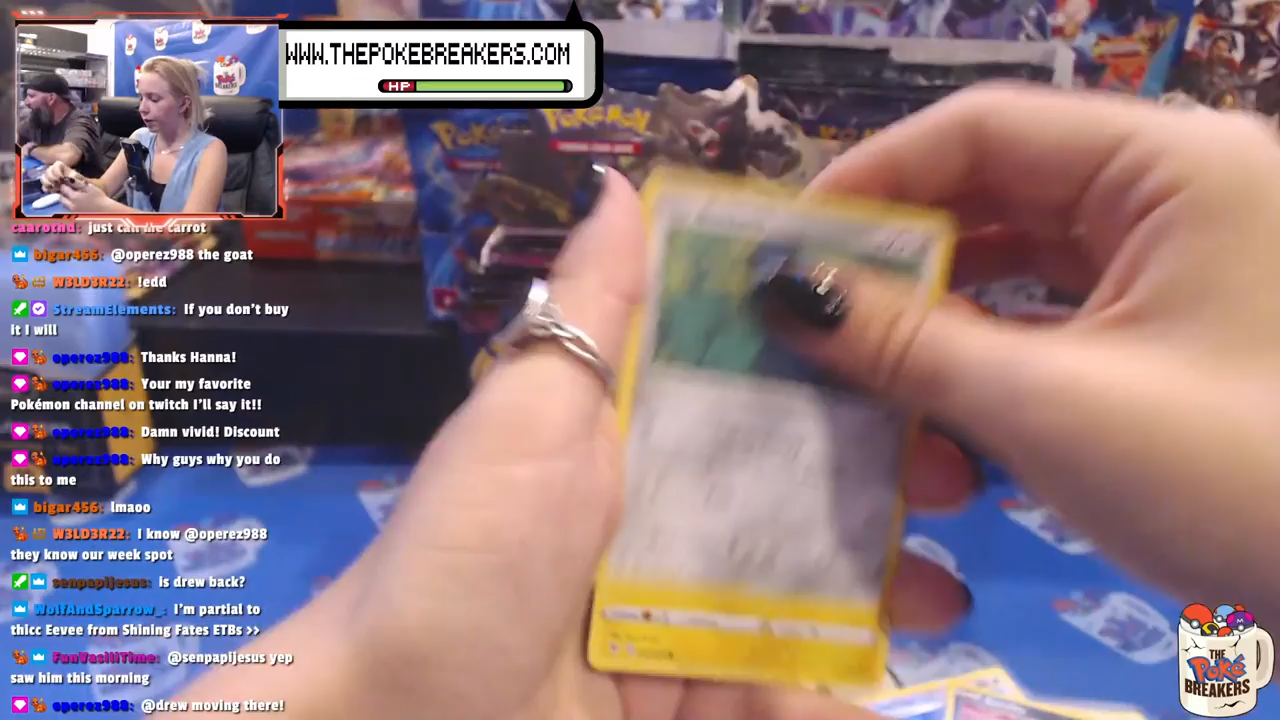 WWW.THEPOKEBREAKERS.COM
HP
caarothd: just call me carrot
bigar456: @operez988 the goat
W3LD3R22: !edd
StreamElements: If you don't buy
it I will
operez988: Thanks Hanna!
operez988: Your my favorite
Pokémon channel on twitch I'll say it!!
operez988: Damn vivid! Discount
operez988: Why guys why you do
this to me
bigar456: lmaoo
W3LD3R22: I know @operez988
they know our week spot
senpapijesus: is drew back?
WolfAndSparrow_: I'm partial to
thicc Eevee from Shining Fates ETBs >>
FunVasiliTime: @senpapijesus yep
saw him this morning
operez988: @drew moving there!
THE
Poké
BREAKERS